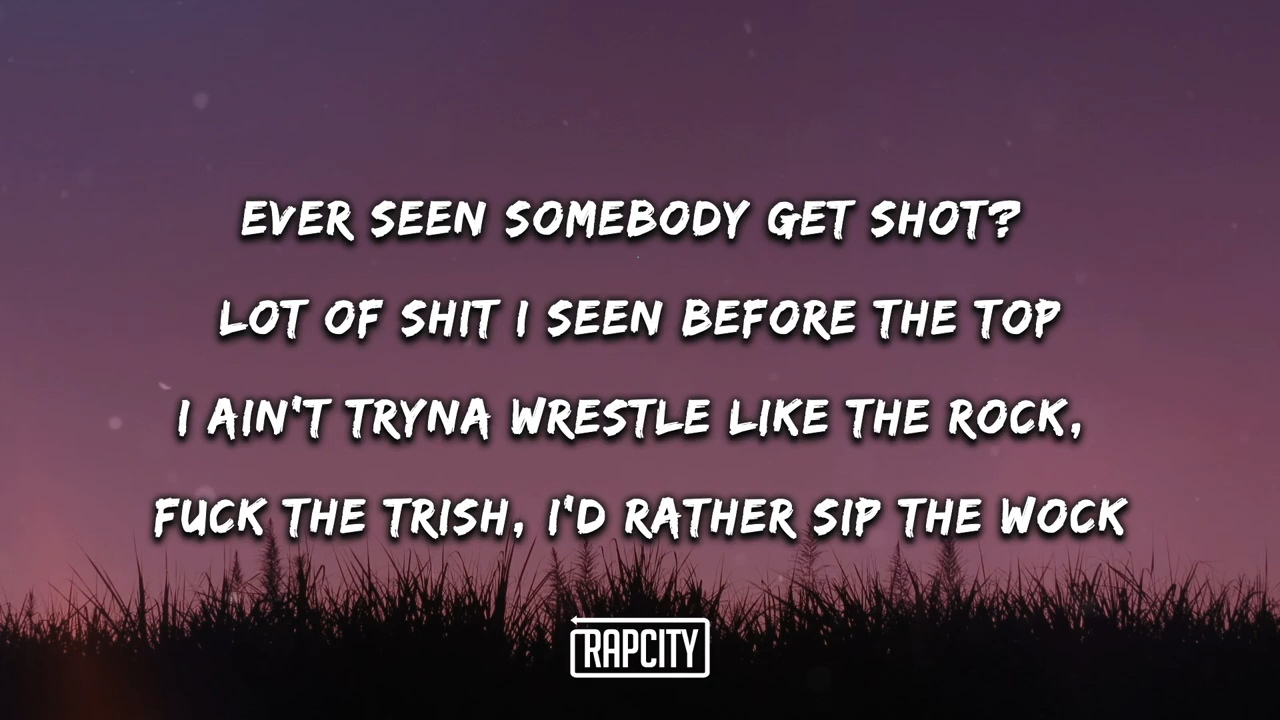 EVER SEEN SOMEBODY GET SHOT?
LOT OF SHIT I SEEN BEFORE THE TOP
I AIN'T TRYNA WRESTLE LIKE THE ROCK,
FUCK THE TRISH, I'D RATHER SIP THE WOCK
RAPCITY